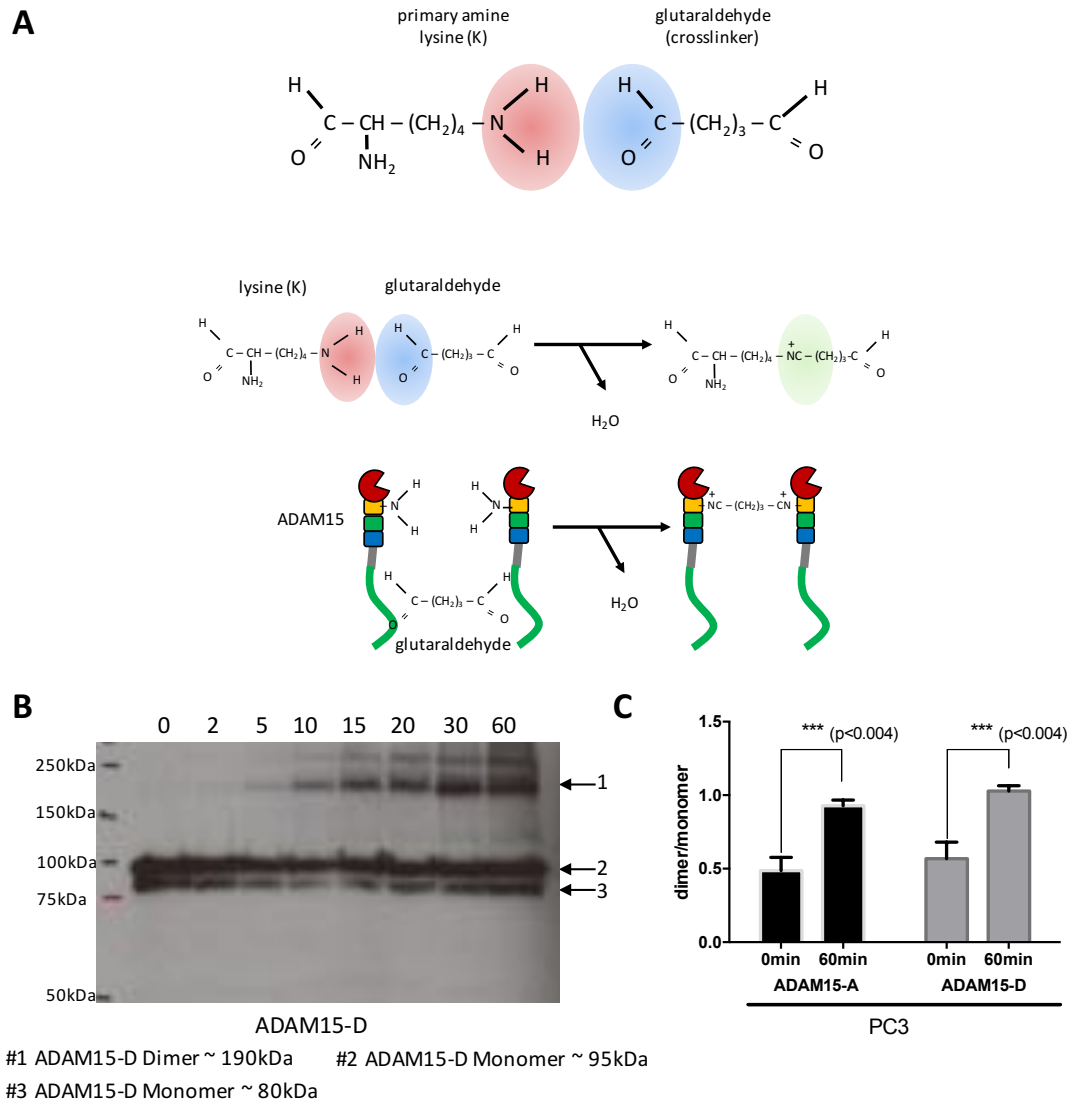 A
primary amine
lysine (K)
glutaraldehyde
(crosslinker)
H
H
H
H
C – CH – (CH2)4 – N
C – (CH2)3 – C
O
NH2
H
O
O
lysine (K)
glutaraldehyde
H
H
H
H
H
H
C – CH – (CH2)4 – N
C – (CH2)3 – C
C – CH – (CH2)4 – NC – (CH2)3 - C
+
O
NH2
H
O
O
O
NH2
O
H2O
ADAM15
H
N
H
H
N
H
+
+
NC – (CH2)3 – CN
H
H
C – (CH2)3 – C
O
O
H2O
glutaraldehyde
B
0 2 5 10 15 20 30 60
250kDa
150kDa
100kDa
75kDa
50kDa
1
2
3
ADAM15-D
#1 ADAM15-D Dimer ~ 190kDa
#2 ADAM15-D Monomer ~ 95kDa
#3 ADAM15-D Monomer ~ 80kDa
C
1.5
1.0
0.5
0.0
dimer/monomer
*** (p<0.004)
*** (p<0.004)
0min 60min 0min 60min
ADAM15-A ADAM15-D
PC3